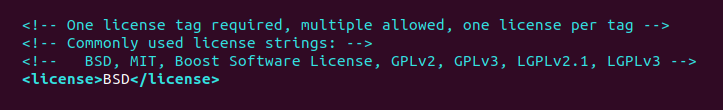 <!-- One license tag required, multiple allowed, one license per tag -->
<!-- Commonly used license strings: -->
<!--   BSD, MIT, Boost Software License, GPLv2, GPLv3, LGPLv2.1, LGPLv3 -->
<license>BSD</license>